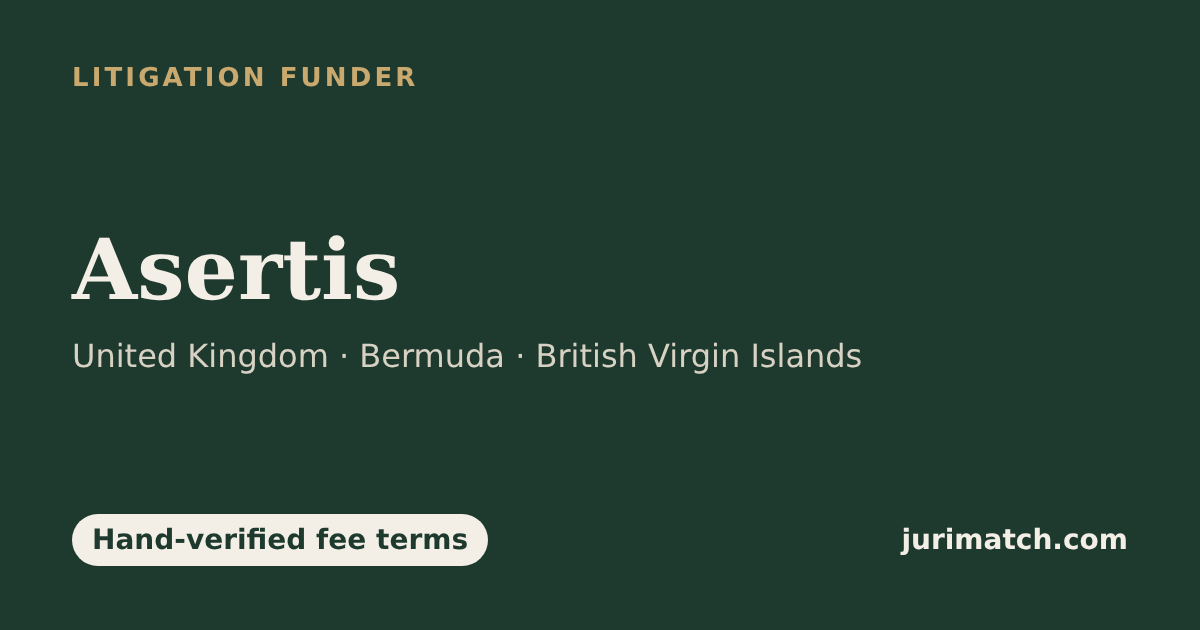 LITIGATION FUNDER
Asertis
United Kingdom · Bermuda · British Virgin Islands
Hand-verified fee terms
jurimatch.com